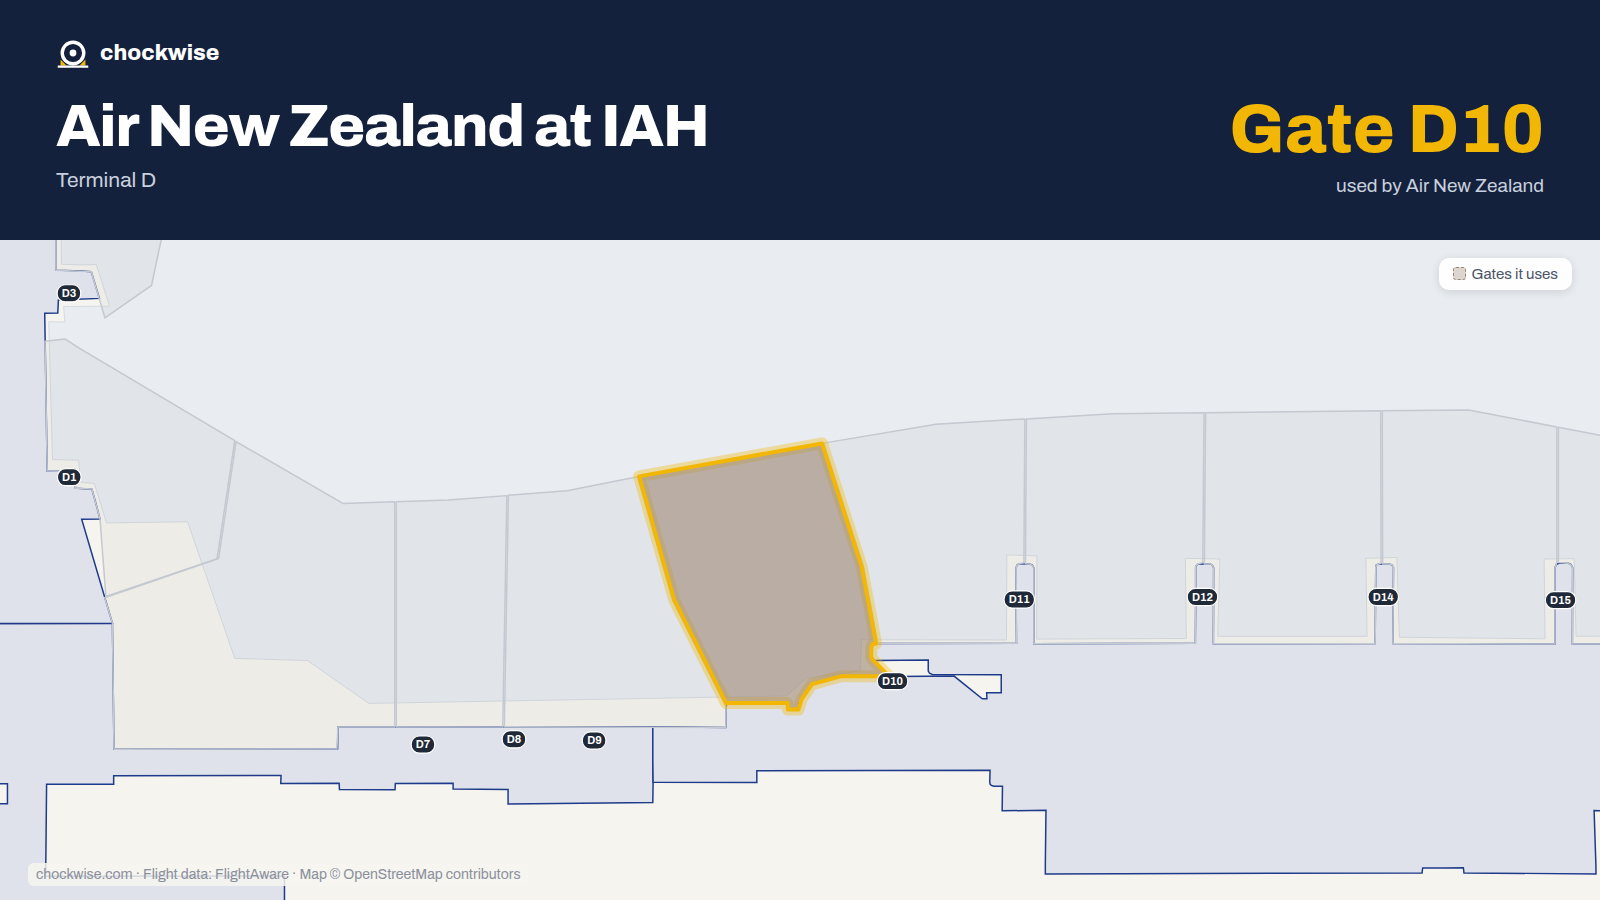 chockwise
Air New Zealand at IAH
Terminal D
Gate D10
used by Air New Zealand
Gates it uses
D3
D1
D11
D12
D14
D15
D10
D7
D8
D9
chockwise.com · Flight data: FlightAware · Map © OpenStreetMap contributors